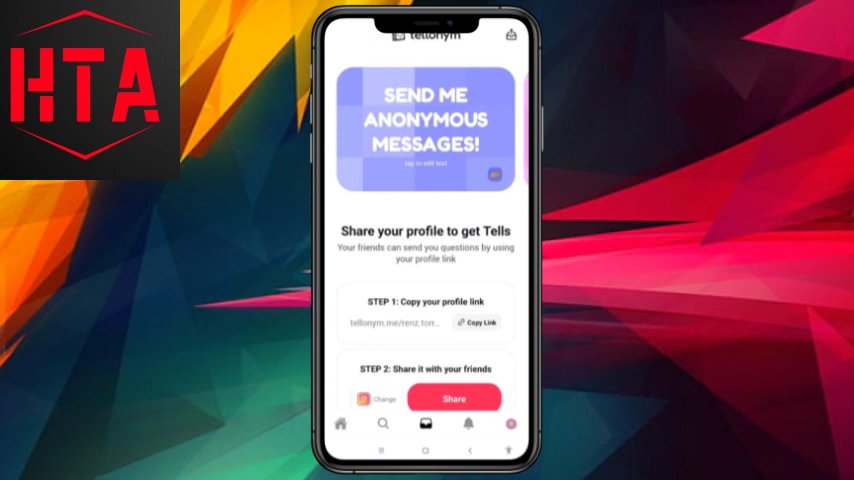 HTA
tellonym
SEND ME
ANONYMOUS
MESSAGES!
tap to edit text
Share your profile to get Tells
Your friends can send you questions by using
your profile link
STEP 1: Copy your profile link
tellonym.me/renz.torr...
Copy Link
STEP 2: Share it with your friends
Change
Share